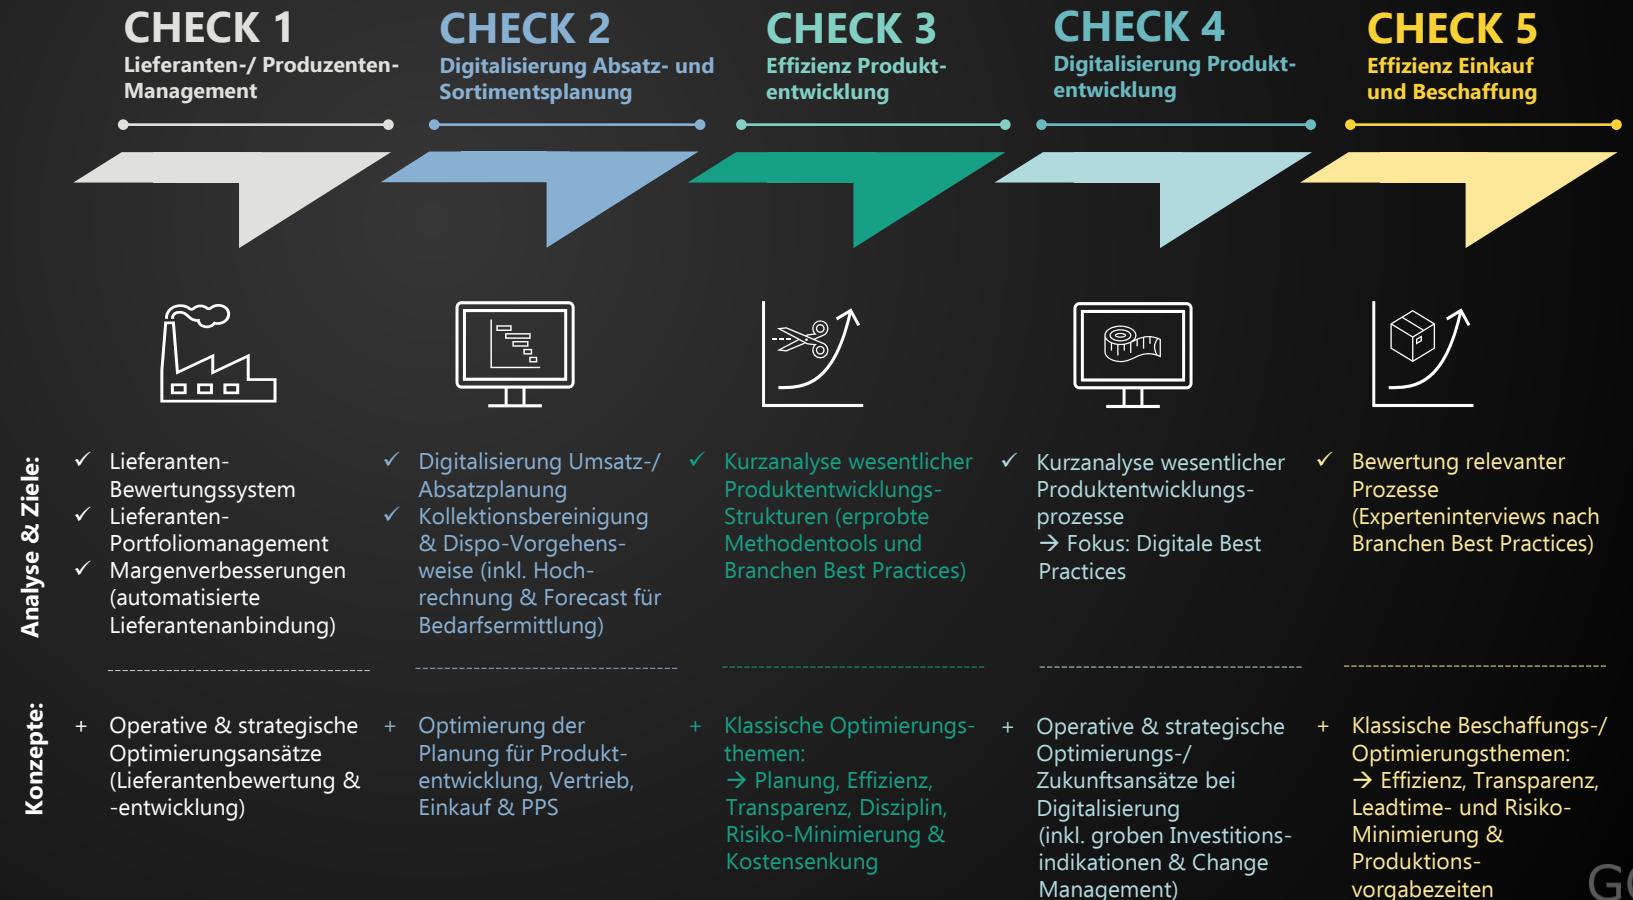 CHECK 1
Lieferanten-/ Produzenten-
Management
CHECK 2
Digitalisierung Absatz- und
Sortimentsplanung
CHECK 3
Effizienz Produkt-
entwicklung
CHECK 4
Digitalisierung Produkt-
entwicklung
CHECK 5
Effizienz Einkauf
und Beschaffung
Analyse & Ziele:
✓ Lieferanten-
Bewertungssystem
✓ Lieferanten-
Portfoliomanagement
✓ Margenverbesserungen
(automatisierte
Lieferantenanbindung)
✓ Digitalisierung Umsatz-/
Absatzplanung
✓ Kollektionsbereinigung
& Dispo-Vorgehens-
weise (inkl. Hoch-
rechnung & Forecast für
Bedarfsermittlung)
✓ Kurzanalyse wesentlicher
Produktentwicklungs-
Strukturen (erprobte
Methodentools und
Branchen Best Practices)
✓ Kurzanalyse wesentlicher
Produktentwicklungs-
prozesse
→ Fokus: Digitale Best
Practices
✓ Bewertung relevanter
Prozesse
(Experteninterviews nach
Branchen Best Practices)
Konzepte:
+ Operative & strategische
Optimierungsansätze
(Lieferantenbewertung &
-entwicklung)
+ Optimierung der
Planung für Produkt-
entwicklung, Vertrieb,
Einkauf & PPS
+ Klassische Optimierungs-
themen:
→ Planung, Effizienz,
Transparenz, Disziplin,
Risiko-Minimierung &
Kostensenkung
+ Operative & strategische
Optimierungs-/
Zukunftsansätze bei
Digitalisierung
(inkl. groben Investitions-
indikationen & Change
Management)
+ Klassische Beschaffungs-/
Optimierungsthemen:
→ Effizienz, Transparenz,
Leadtime- und Risiko-
Minimierung &
Produktions-
vorgabezeiten